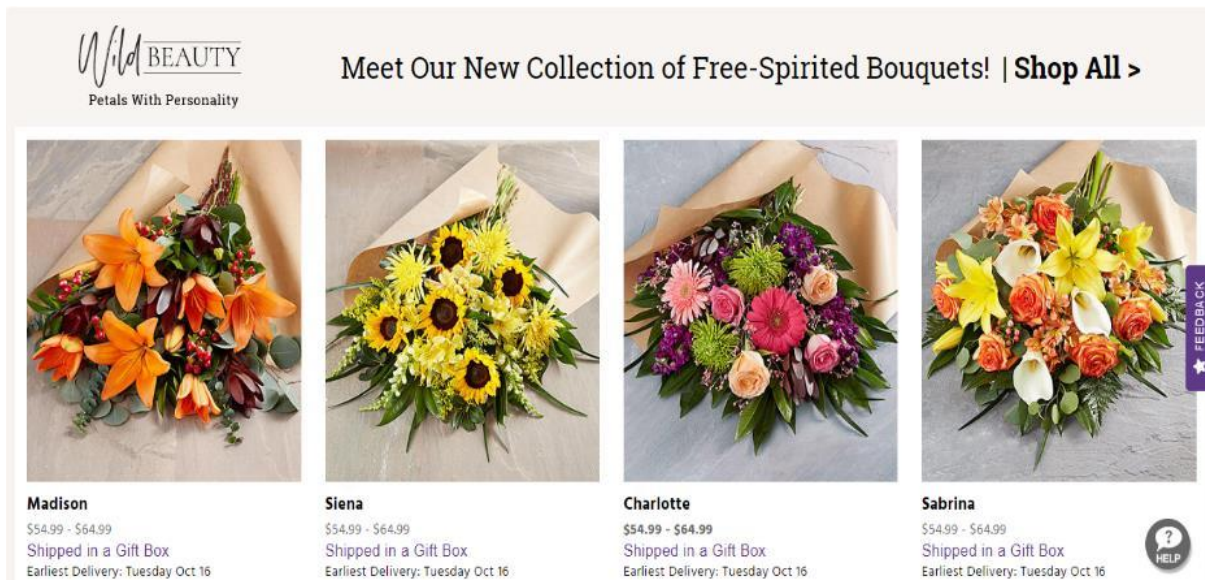 Wild BEAUTY
Petals With Personality
Meet Our New Collection of Free-Spirited Bouquets! | Shop All >
Madison
$54.99 - $64.99
Shipped in a Gift Box
Earliest Delivery: Tuesday Oct 16
Siena
$54.99 - $64.99
Shipped in a Gift Box
Earliest Delivery: Tuesday Oct 16
Charlotte
$54.99 - $64.99
Shipped in a Gift Box
Earliest Delivery: Tuesday Oct 16
Sabrina
$54.99 - $64.99
Shipped in a Gift Box
Earliest Delivery: Tuesday Oct 16
FEEDBACK
?
HELP